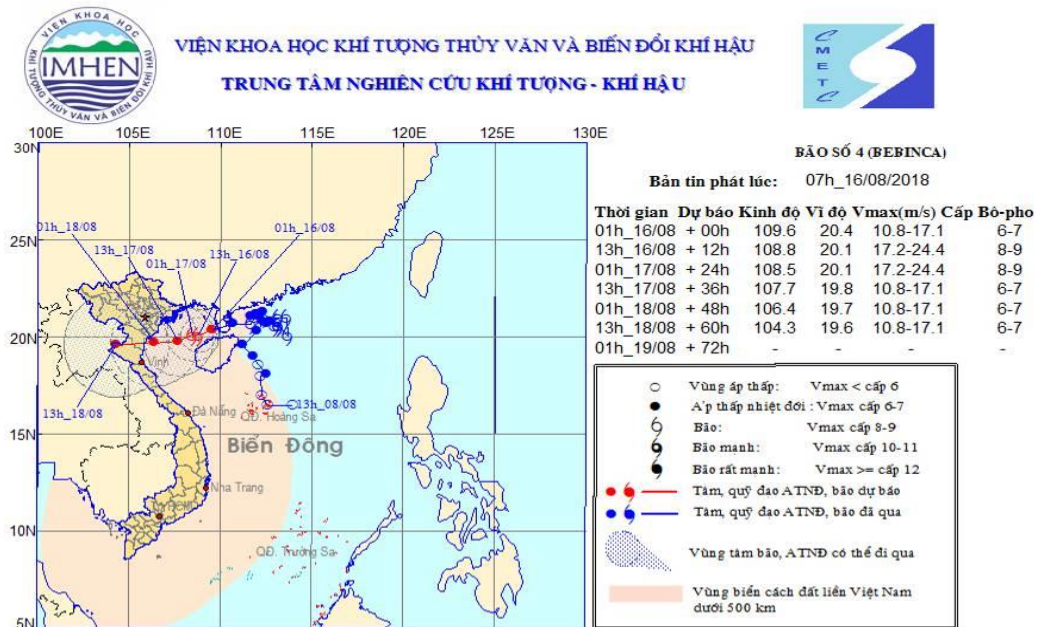 VIỆN KHOA HỌC
IMHEN
KHÍ TƯỢNG THỦY VĂN VÀ BIẾN ĐỔI KHÍ HẬU
VIỆN KHOA HỌC KHÍ TƯỢNG THỦY VĂN VÀ BIẾN ĐỔI KHÍ HẬU
TRUNG TÂM NGHIÊN CỨU KHÍ TƯỢNG - KHÍ HẬU
CMETC
100E 105E 110E 115E 120E 125E 130E
30N
25N
20N
15N
10N
5N
01h_18/08
13h_17/08
01h_17/08
13h_16/08
01h_16/08
13h_18/08
13h_08/08
Vinh
Đà Nẵng
QĐ. Hoàng Sa
Biển Đông
Nha Trang
QĐ. Trường Sa
BÃO SỐ 4 (BEBINCA)
Bản tin phát lúc: 07h_16/08/2018
Thời gian Dự báo Kinh độ Vĩ độ Vmax(m/s) Cấp Bô-pho
01h_16/08 + 00h 109.6 20.4 10.8-17.1 6-7
13h_16/08 + 12h 108.8 20.1 17.2-24.4 8-9
01h_17/08 + 24h 108.5 20.1 17.2-24.4 8-9
13h_17/08 + 36h 107.7 19.8 10.8-17.1 6-7
01h_18/08 + 48h 106.4 19.7 10.8-17.1 6-7
13h_18/08 + 60h 104.3 19.6 10.8-17.1 6-7
01h_19/08 + 72h - - - -
Vùng áp thấp: Vmax < cấp 6
A'p thấp nhiệt đới : Vmax cấp 6-7
Bão: Vmax cấp 8-9
Bão mạnh: Vmax cấp 10-11
Bão rất mạnh: Vmax >= cấp 12
Tâm, quỹ đạo ATNĐ, bão dự báo
Tâm, quỹ đạo ATNĐ, bão đã qua
Vùng tâm bão, ATNĐ có thể đi qua
Vùng biển cách đất liền Việt Nam
dưới 500 km